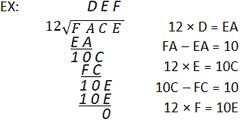 EX: D E F
12√F A C E 12 × D = EA
E A FA – EA = 10
1 0 C 12 × E = 10C
F C 10C – FC = 10
1 0 E 12 × F = 10E
1 0 E
0